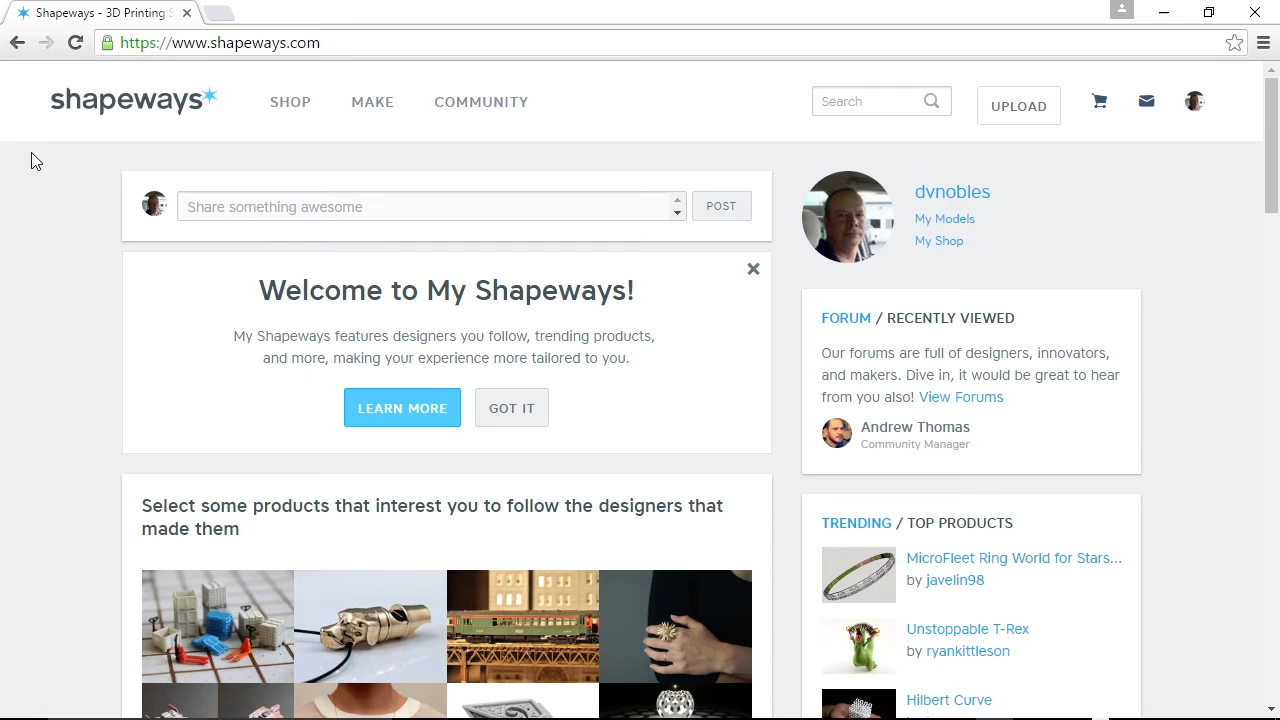 Shapeways - 3D Printing S
https://www.shapeways.com
shapeways
SHOP
MAKE
COMMUNITY
Search
UPLOAD
Share something awesome
POST
dvnobles
My Models
My Shop
Welcome to My Shapeways!
My Shapeways features designers you follow, trending products,
and more, making your experience more tailored to you.
LEARN MORE
GOT IT
FORUM / RECENTLY VIEWED
Our forums are full of designers, innovators,
and makers. Dive in, it would be great to hear
from you also! View Forums
Andrew Thomas
Community Manager
Select some products that interest you to follow the designers that
made them
TRENDING / TOP PRODUCTS
MicroFleet Ring World for Stars...
by javelin98
Unstoppable T-Rex
by ryankittleson
Hilbert Curve